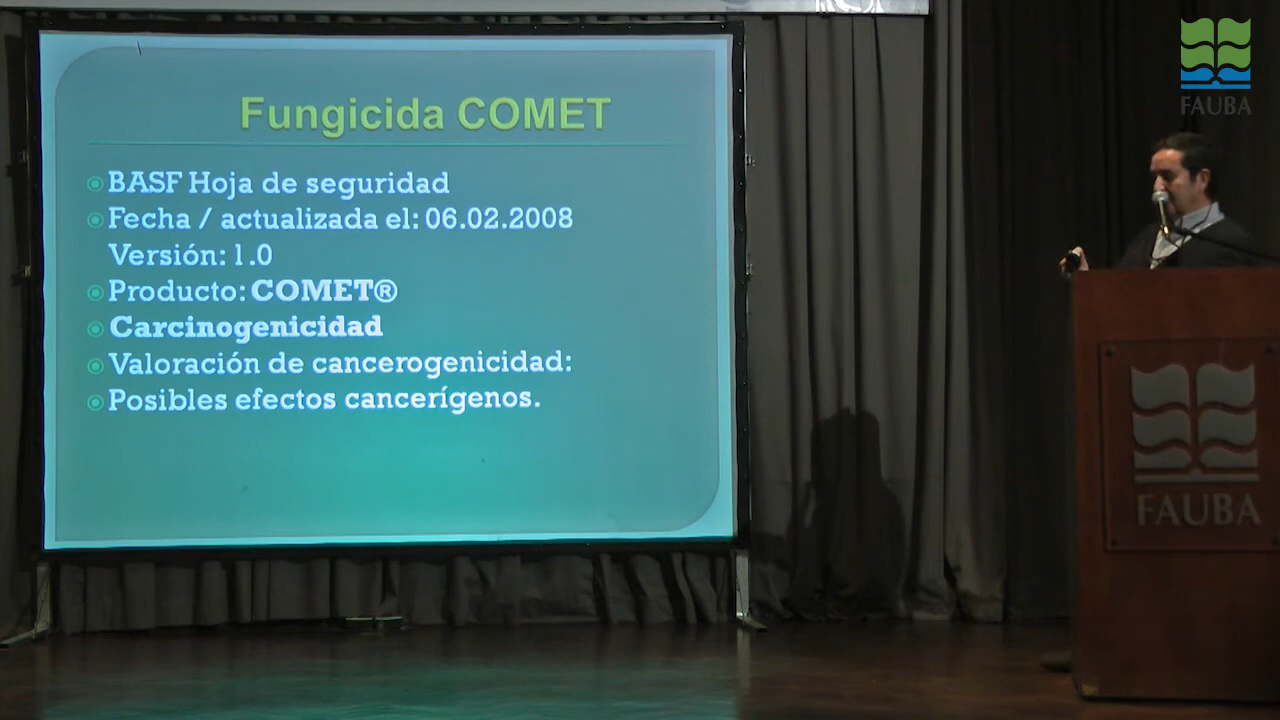 Fungicida COMET
BASF Hoja de seguridad
Fecha / actualizada el: 06.02.2008
Versión: 1.0
Producto: COMET®
Carcinogenicidad
Valoración de cancerogenicidad:
Posibles efectos cancerígenos.
FAUBA
FAUBA